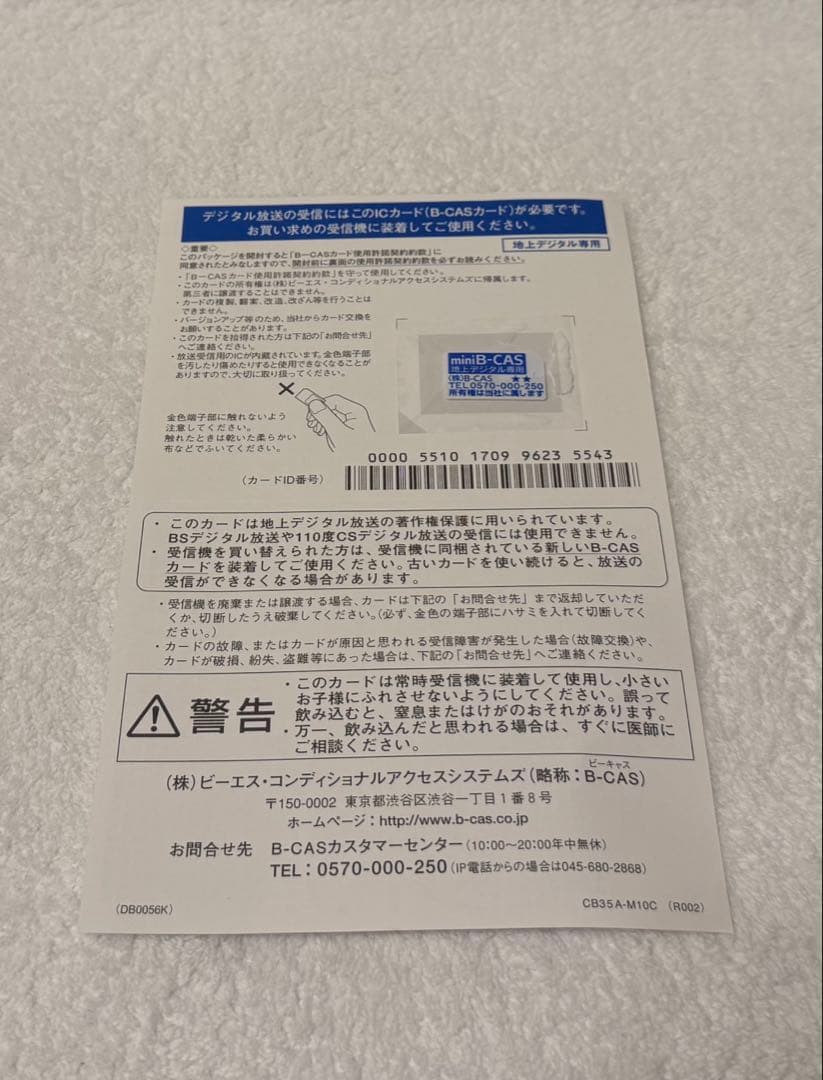 デジタル放送の受信にはこのICカード(B-CASカード)が必要です。
お買い求めの受信機に装着してご使用ください。
◇重要◇
地上デジタル専用
このパッケージを開封すると「B-CASカード使用許諾契約約款」に
同意されたとみなしますので、開封前に裏面の使用許諾契約約款を必ずお読みください。
・「B-CASカード使用許諾契約約款」を守って使用してください。
・このカードの所有権は(株)ビーエス・コンディショナルアクセスシステムズに帰属します。
第三者に譲渡することはできません。
・カードの複製、翻案、改造、改ざん等を行うことは
できません。
・バージョンアップ等のため、当社からカード交換を
お願いすることがあります。
・このカードを拾得された方は下記の「お問合せ先」
へご連絡ください。
・放送受信用のICが内蔵されています。金色端子部
を汚したり傷めたりすると使用できなくなることが
ありますので、大切に取り扱ってください。
miniB-CAS
地上デジタル専用
(株)B-CAS ★★
TEL0570-000-250
所有権は当社に属します
金色端子部に触れないよう
注意してください。
触れたときは乾いた柔らかい
布などでふいてください。
0000 5510 1709 9623 5543
(カードID番号)
・このカードは地上デジタル放送の著作権保護に用いられています。
BSデジタル放送や110度CSデジタル放送の受信には使用できません。
・受信機を買い替えられた方は、受信機に同梱されている新しいB-CAS
カードを装着してご使用ください。古いカードを使い続けると、放送の
受信ができなくなる場合があります。
・受信機を廃棄または譲渡する場合、カードは下記の「お問合せ先」まで返却していただ
くか、切断したうえ破棄してください。(必ず、金色の端子部にハサミを入れて切断してく
ださい。)
・カードの故障、またはカードが原因と思われる受信障害が発生した場合(故障交換)や、
カードが破損、紛失、盗難等にあった場合は、下記の「お問合せ先」へご連絡ください。
警告
・このカードは常時受信機に装着して使用し、小さい
お子様にふれさせないようにしてください。誤って
飲み込むと、窒息またはけがのおそれがあります。
・万一、飲み込んだと思われる場合は、すぐに医師に
ご相談ください。
ビーキャス
(株)ビーエス・コンディショナルアクセスシステムズ(略称:B-CAS)
〒150-0002 東京都渋谷区渋谷一丁目1番8号
ホームページ:http://www.b-cas.co.jp
お問合せ先 B-CASカスタマーセンター(10:00〜20:00年中無休)
TEL:0570-000-250(IP電話からの場合は045-680-2868)
(DB0056K)
CB35A-M10C (R002)